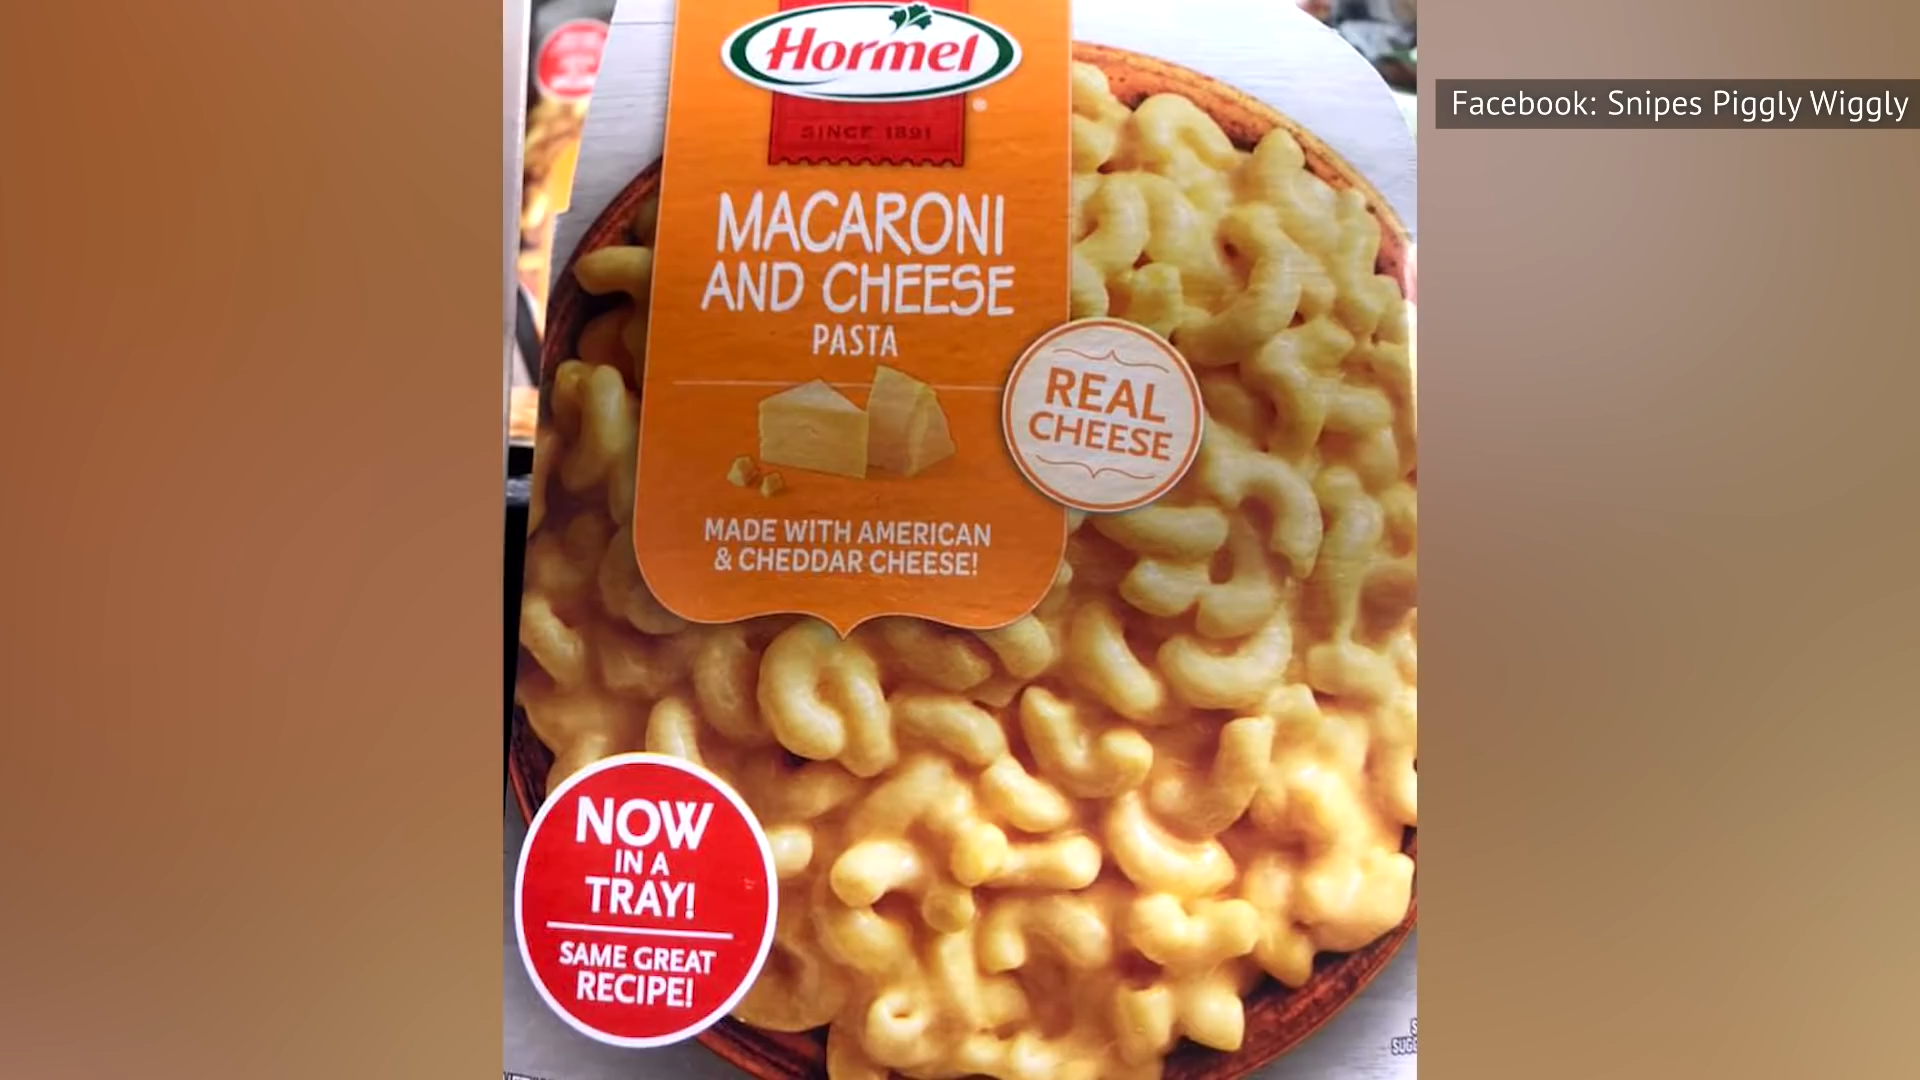 Hormel
®
SINCE 1891
Facebook: Snipes Piggly Wiggly
MACARONI
AND CHEESE
PASTA
REAL
CHEESE
MADE WITH AMERICAN
& CHEDDAR CHEESE!
NOW
IN A
TRAY!
SAME GREAT
RECIPE!